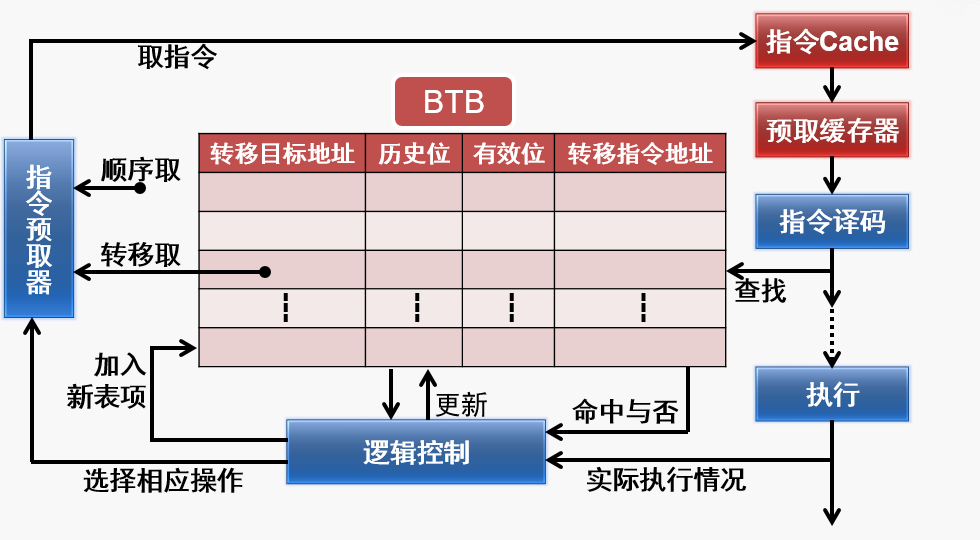 取指令
指令Cache
BTB
预取缓存器
指令预取器
顺序取
转移目标地址
历史位
有效位
转移指令地址
指令译码
转移取
查找
加入
新表项
更新
命中与否
执行
逻辑控制
选择相应操作
实际执行情况